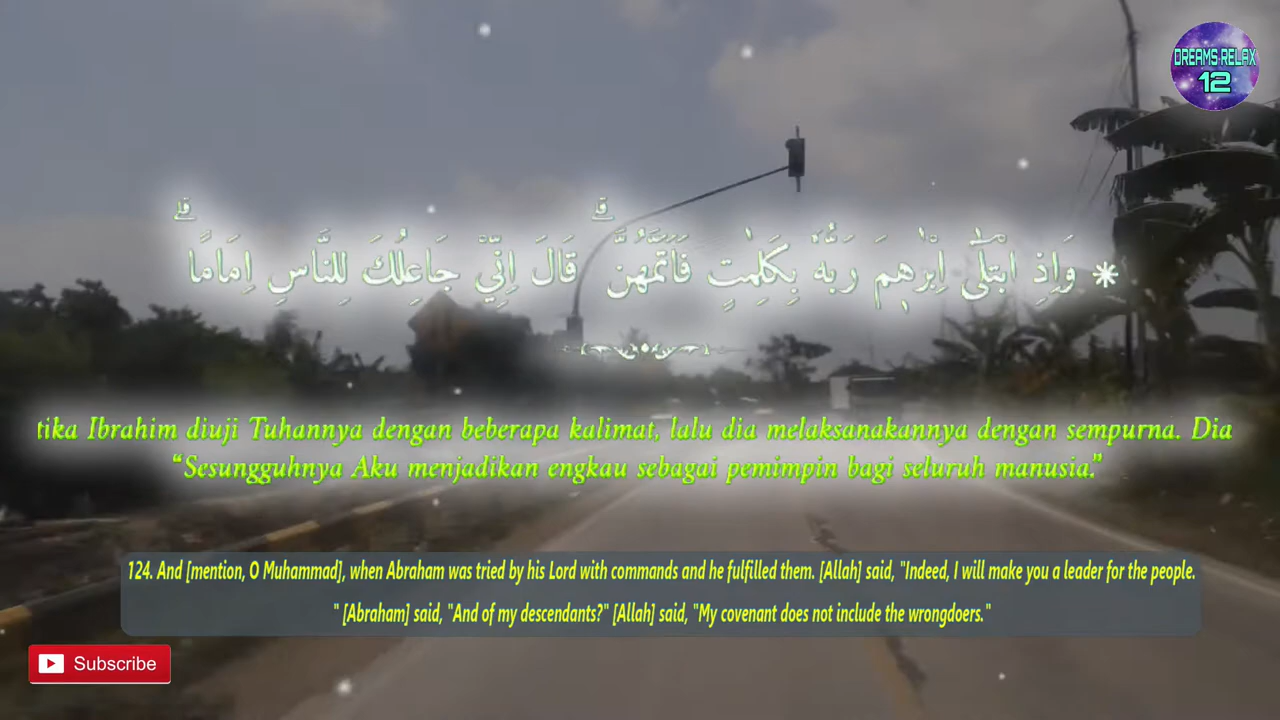 DREAMS RELAX
12
* وَاِذِ ابْتَلٰٓى اِبْرٰهٖمَ رَبُّهٗ بِكَلِمٰتٍ فَاَتَمَّهُنَّ ۗ قَالَ اِنِّيْ جَاعِلُكَ لِلنَّاسِ اِمَامًا ۗ
tika Ibrahim diuji Tuhannya dengan beberapa kalimat, lalu dia melaksanakannya dengan sempurna. Dia
“Sesungguhnya Aku menjadikan engkau sebagai pemimpin bagi seluruh manusia.”
124. And [mention, O Muhammad], when Abraham was tried by his Lord with commands and he fulfilled them. [Allah] said, "Indeed, I will make you a leader for the people.
" [Abraham] said, "And of my descendants?" [Allah] said, "My covenant does not include the wrongdoers."
Subscribe